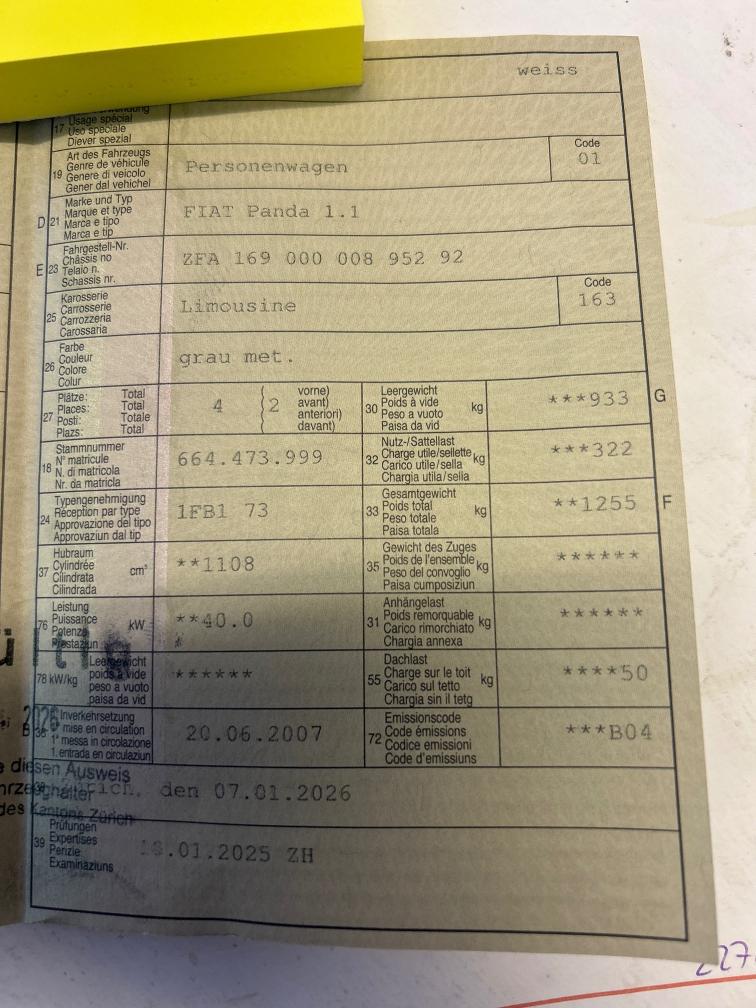 weiss
17 Usage spécial
Uso speciale
Diever spezial
19 Art des Fahrzeugs
Genre de véhicule
Genere di veicolo
Gener dal vehichel
Personenwagen
Code
01
D 21 Marke und Typ
Marque et type
Marca e tipo
Marca e tip
FIAT Panda 1.1
E 23 Fahrgestell-Nr.
Châssis no
Telaio n.
Schassis nr.
ZFA 169 000 008 952 92
25 Karosserie
Carrosserie
Carrozzeria
Carossaria
Limousine
Code
163
26 Farbe
Couleur
Colore
Colur
grau met.
27 Plätze: Total
Places: Total
Posti: Totale
Plazs: Total
4 (2 vorne)
avant)
anteriori)
davant)
30 Leergewicht
Poids à vide
Peso a vuoto
Paisa da vid
kg
***933 G
18 Stammnummer
N° matricule
N. di matricola
Nr. da matricla
664.473.999
32 Nutz-/Sattellast
Charge utile/sellette
Carico utile/sella
Chargia utila/sella
kg
***322
24 Typengenehmigung
Réception par type
Approvazione del tipo
Approvaziun dal tip
1FB1 73
33 Gesamtgewicht
Poids total
Peso totale
Paisa totala
kg
**1255 F
37 Hubraum
Cylindrée
Cilindrata
Cilindrada
cm³
**1108
35 Gewicht des Zuges
Poids de l'ensemble
Peso del convoglio
Paisa cumposiziun
kg
******
76 Leistung
Puissance
Potenza
Prestaziun
kW
**40.0
*
31 Anhängelast
Poids remorquable
Carico rimorchiato
Chargia annexa
kg
******
78 kW/kg Leergewicht
poids à vide
peso a vuoto
paisa da vid
******
55 Dachlast
Charge sur le toit
Carico sul tetto
Chargia sin il tetg
kg
****50
B 36 1. Inverkehrsetzung
1re mise en circulation
1a messa in circolazione
1. entrada en circulaziun
20.06.2007
72 Emissionscode
Code émissions
Codice emissioni
Code d'emissiuns
***B04
2026
diesen Ausweis
des Kantons Zürich
den 07.01.2026
39 Prüfungen
Expertises
Perizie
Examinaziuns
.01.2025 ZH